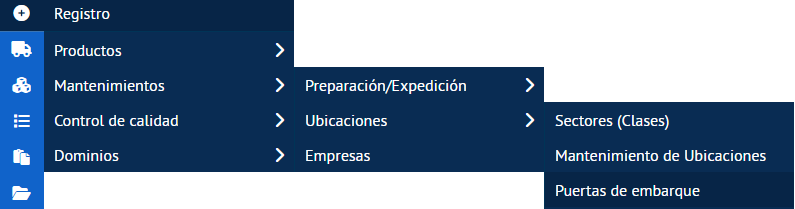 Registro
Productos
Mantenimientos
Control de calidad
Dominios
Preparación/Expedición
Ubicaciones
Empresas
Sectores (Clases)
Mantenimiento de Ubicaciones
Puertas de embarque